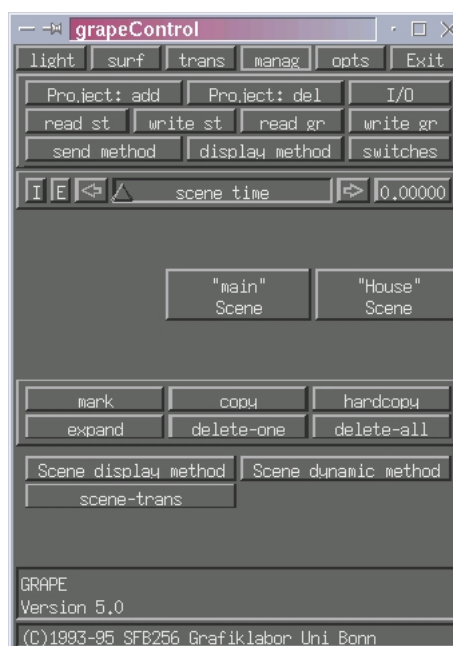 grapeControl
light surf trans manag opts Exit
Project: add Project: del I/O
read st write st read gr write gr
send method display method switches
I E scene time 0.00000
"main" "House"
Scene Scene
mark copy hardcopy
expand delete-one delete-all
Scene display method Scene dynamic method
scene-trans
GRAPE
Version 5.0
(C)1993-95 SFB256 Grafiklabor Uni Bonn